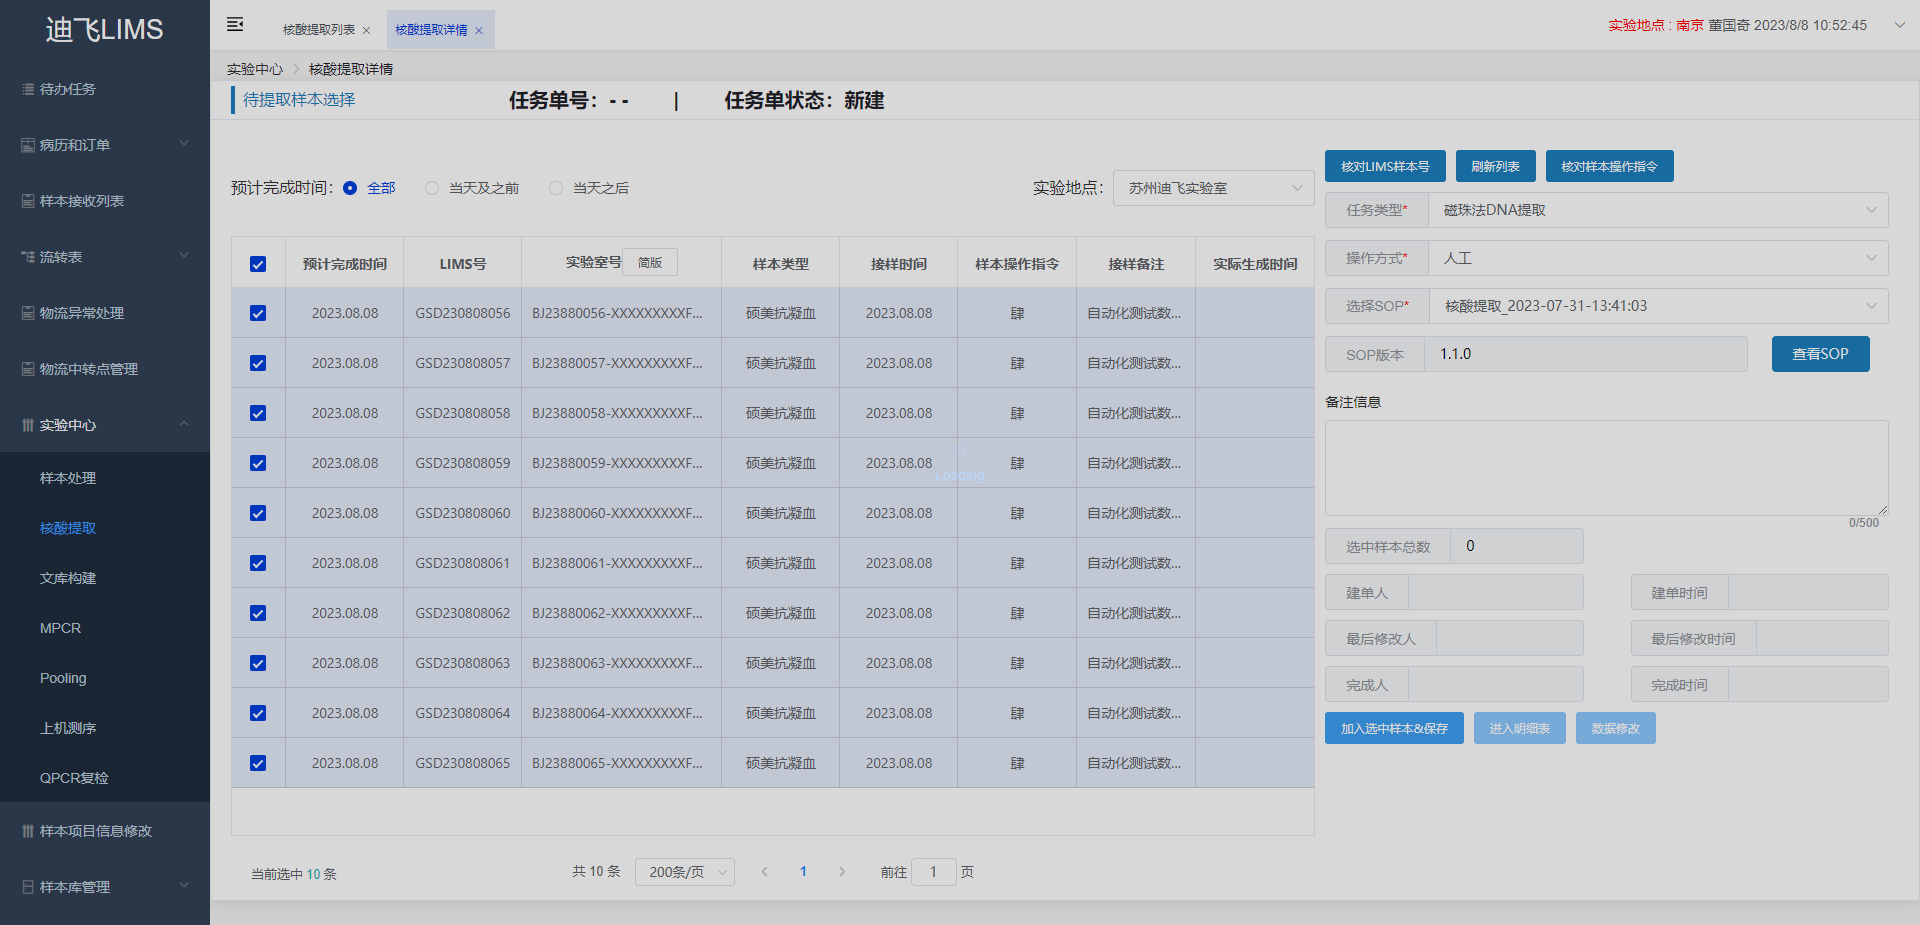 迪飞LIMS
待办任务
病历和订单
样本接收列表
流转表
物流异常处理
物流中转点管理
实验中心
样本处理
核酸提取
文库构建
MPCR
Pooling
上机测序
QPCR复检
样本项目信息修改
样本库管理
核酸提取列表 × 核酸提取详情 ×
实验地点 : 南京 董国奇 2023/8/8 10:52:45
实验中心 > 核酸提取详情
待提取样本选择 任务单号：- - | 任务单状态：新建
预计完成时间： 全部 当天及之前 当天之后 实验地点： 苏州迪飞实验室
预计完成时间 LIMS号 实验室号 简版 样本类型 接样时间 样本操作指令 接样备注 实际生成时间
2023.08.08 GSD230808056 BJ23880056-XXXXXXXXXF... 硕美抗凝血 2023.08.08 肆 自动化测试数...
2023.08.08 GSD230808057 BJ23880057-XXXXXXXXXF... 硕美抗凝血 2023.08.08 肆 自动化测试数...
2023.08.08 GSD230808058 BJ23880058-XXXXXXXXXF... 硕美抗凝血 2023.08.08 肆 自动化测试数...
2023.08.08 GSD230808059 BJ23880059-XXXXXXXXXF... 硕美抗凝血 2023.08.08 肆 自动化测试数...
Loading
2023.08.08 GSD230808060 BJ23880060-XXXXXXXXXF... 硕美抗凝血 2023.08.08 肆 自动化测试数...
2023.08.08 GSD230808061 BJ23880061-XXXXXXXXXF... 硕美抗凝血 2023.08.08 肆 自动化测试数...
2023.08.08 GSD230808062 BJ23880062-XXXXXXXXXF... 硕美抗凝血 2023.08.08 肆 自动化测试数...
2023.08.08 GSD230808063 BJ23880063-XXXXXXXXXF... 硕美抗凝血 2023.08.08 肆 自动化测试数...
2023.08.08 GSD230808064 BJ23880064-XXXXXXXXXF... 硕美抗凝血 2023.08.08 肆 自动化测试数...
2023.08.08 GSD230808065 BJ23880065-XXXXXXXXXF... 硕美抗凝血 2023.08.08 肆 自动化测试数...
当前选中 10 条 共 10 条 200条/页 < 1 > 前往 1 页
核对LIMS样本号 刷新列表 核对样本操作指令
任务类型* 磁珠法DNA提取
操作方式* 人工
选择SOP* 核酸提取_2023-07-31-13:41:03
SOP版本 1.1.0 查看SOP
备注信息
0/500
选中样本总数 0
建单人 建单时间
最后修改人 最后修改时间
完成人 完成时间
加入选中样本&保存 进入明细表 数据修改